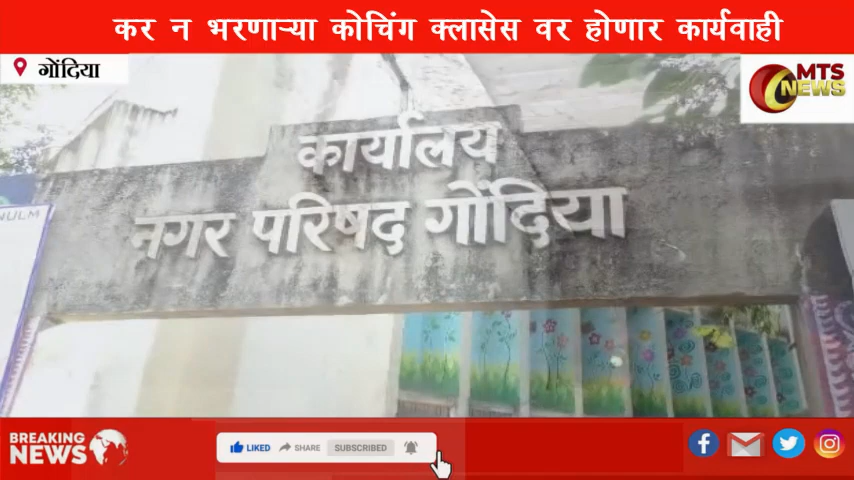 कर न भरणाऱ्या कोचिंग क्लासेस वर होणार कार्यवाही
गोंदिया
MTS
NEWS
कार्यालय
नगर परिषद गोंदिया
NULM
BREAKING
NEWS
LIKED
SHARE
SUBSCRIBED